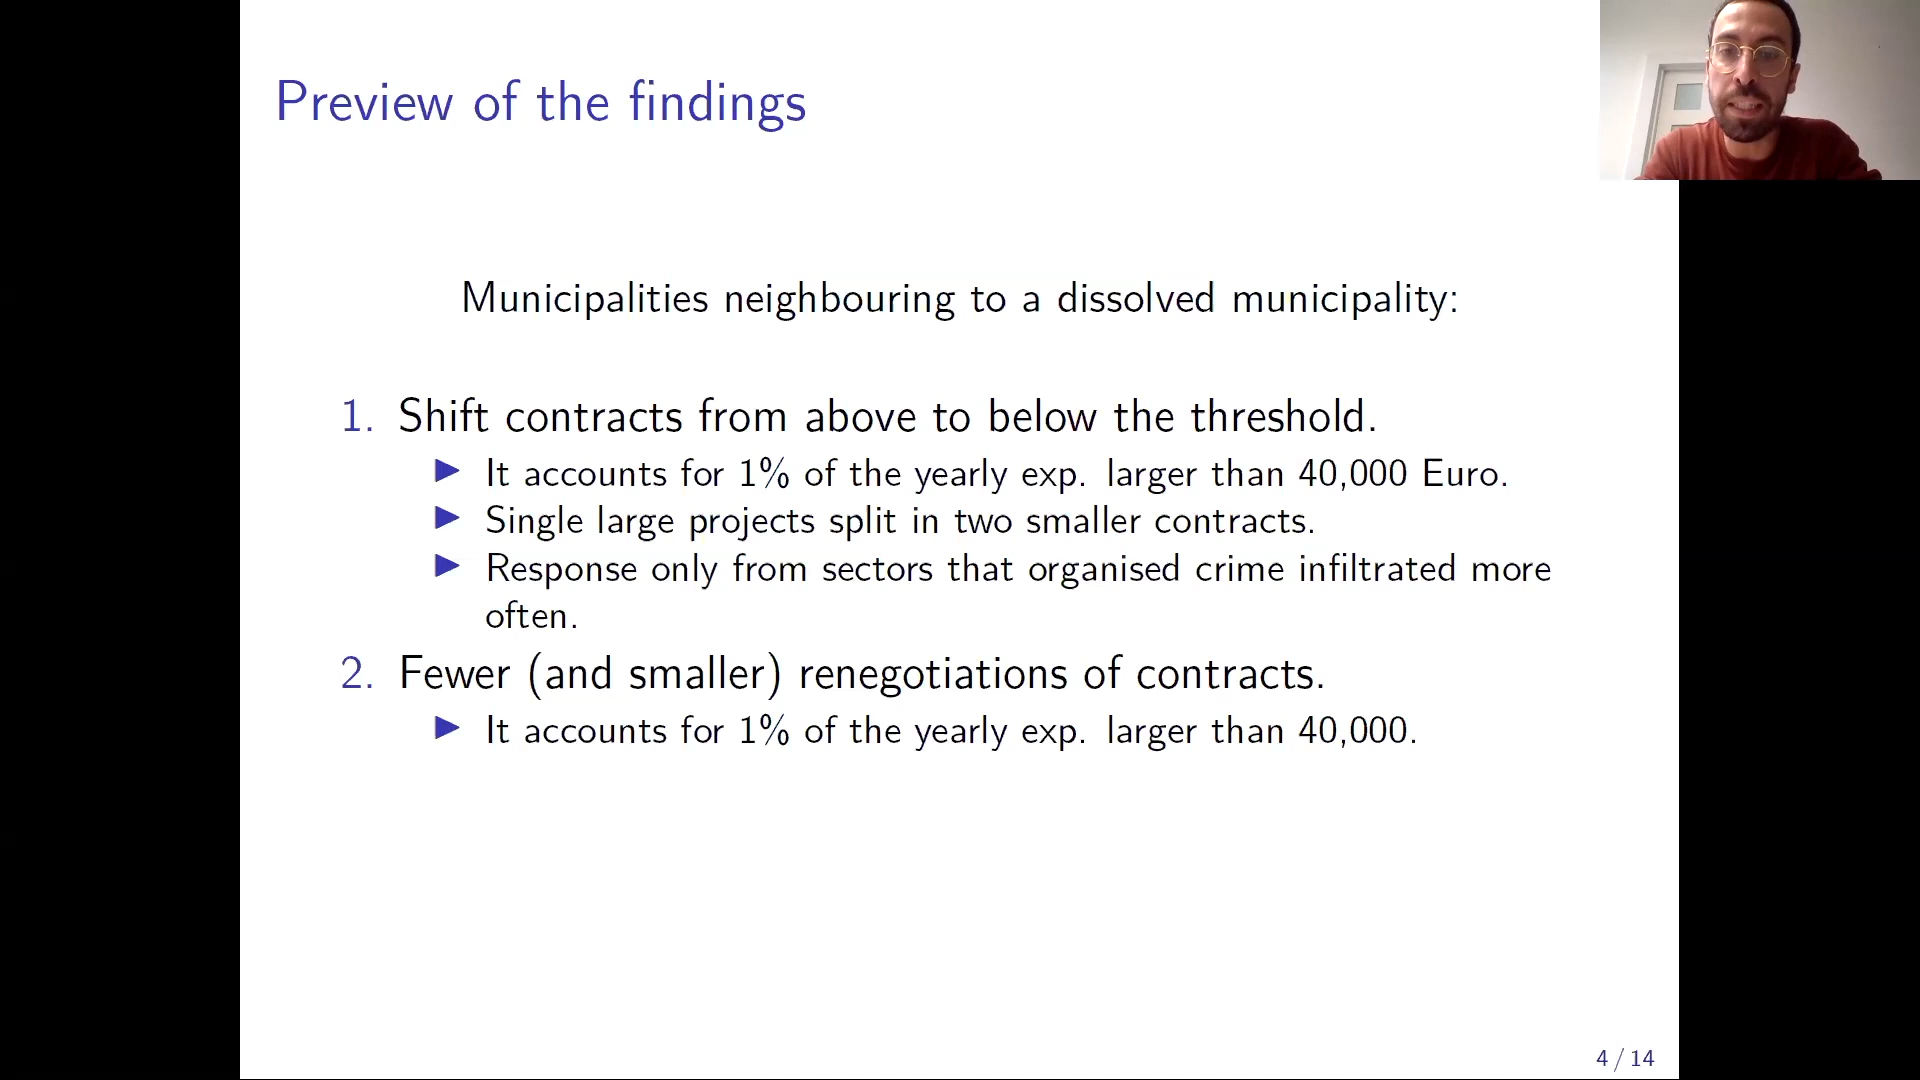 Preview of the findings
Municipalities neighbouring to a dissolved municipality:
1. Shift contracts from above to below the threshold.
▶ It accounts for 1% of the yearly exp. larger than 40,000 Euro.
▶ Single large projects split in two smaller contracts.
▶ Response only from sectors that organised crime infiltrated more
often.
2. Fewer (and smaller) renegotiations of contracts.
▶ It accounts for 1% of the yearly exp. larger than 40,000.
4 / 14